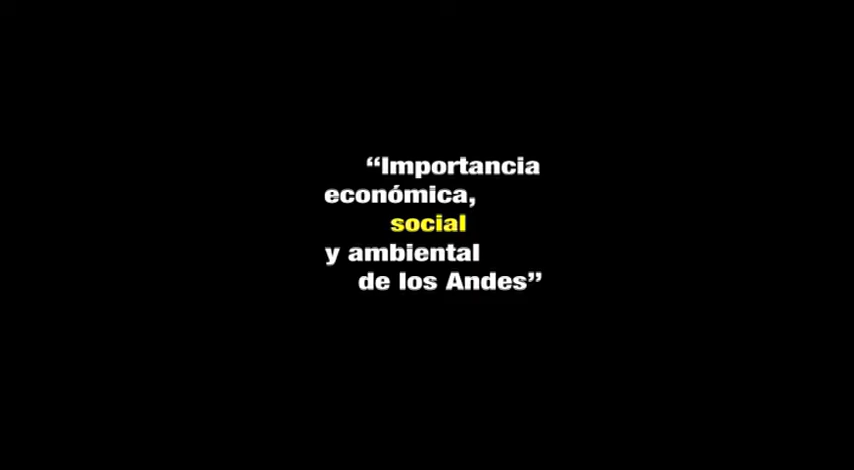 “Importancia
económica,
social
y ambiental
de los Andes”